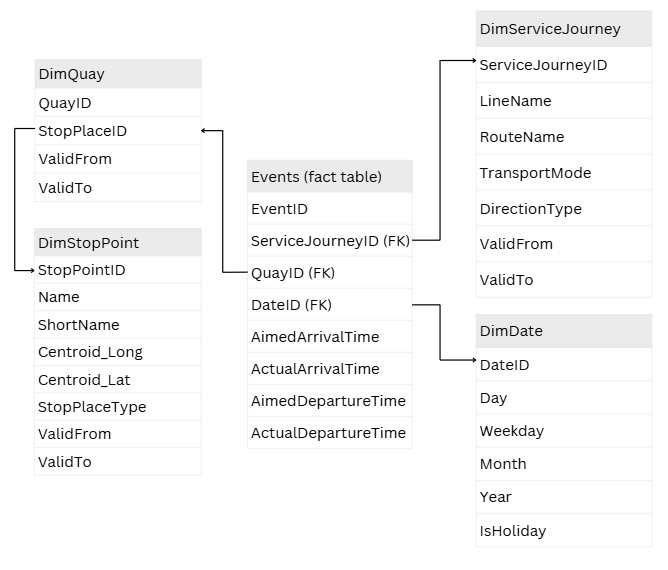 DimQuay
QuayID
StopPlaceID
ValidFrom
ValidTo
DimStopPoint
StopPointID
Name
ShortName
Centroid_Long
Centroid_Lat
StopPlaceType
ValidFrom
ValidTo
Events (fact table)
EventID
ServiceJourneyID (FK)
QuayID (FK)
DateID (FK)
AimedArrivalTime
ActualArrivalTime
AimedDepartureTime
ActualDepartureTime
DimServiceJourney
ServiceJourneyID
LineName
RouteName
TransportMode
DirectionType
ValidFrom
ValidTo
DimDate
DateID
Day
Weekday
Month
Year
IsHoliday